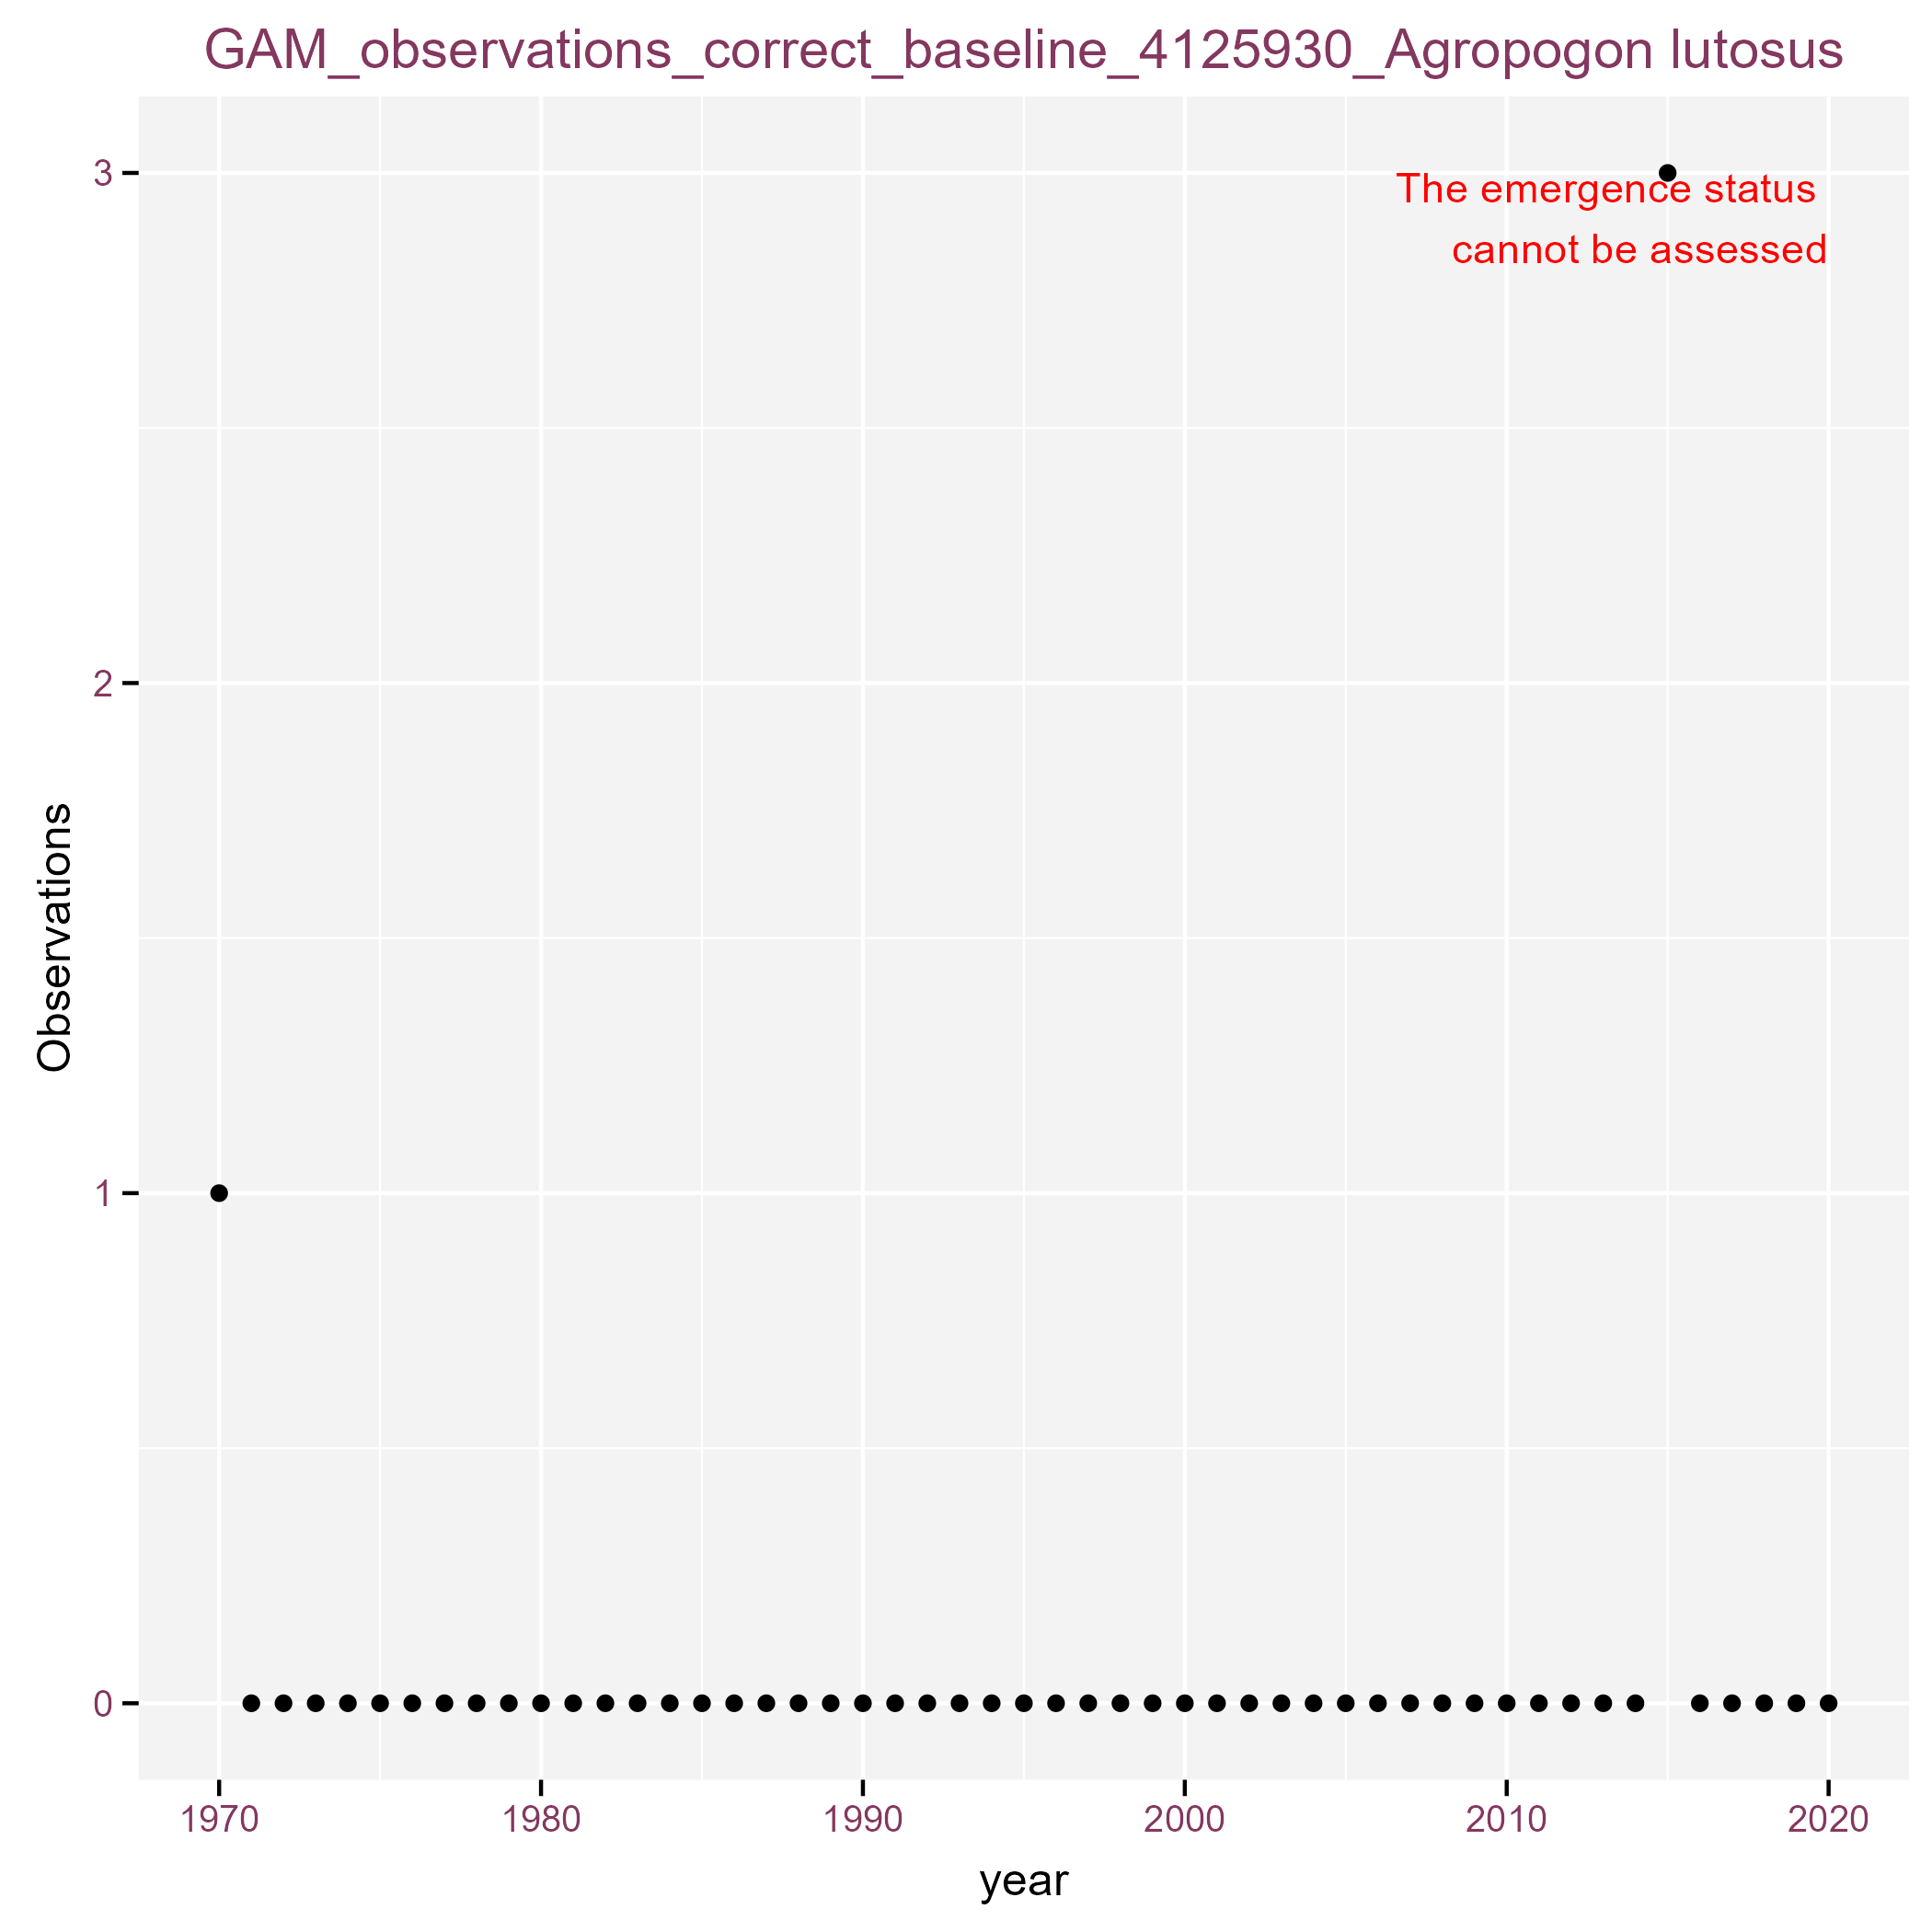 GAM_observations_correct_baseline_4125930_Agropogon lutosus
3
The emergence status
cannot be assessed
2
Observations
1
0
1970 1980 1990 2000 2010 2020
year